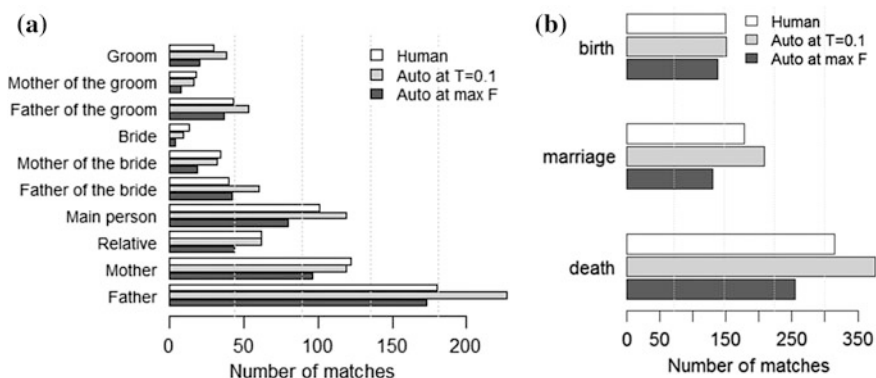 (a)
Groom
Mother of the groom
Father of the groom
Bride
Mother of the bride
Father of the bride
Main person
Relative
Mother
Father
Human
Auto at T=0.1
Auto at max F
0 50 100 150 200
Number of matches
(b)
birth
marriage
death
Human
Auto at T=0.1
Auto at max F
0 50 150 250 350
Number of matches